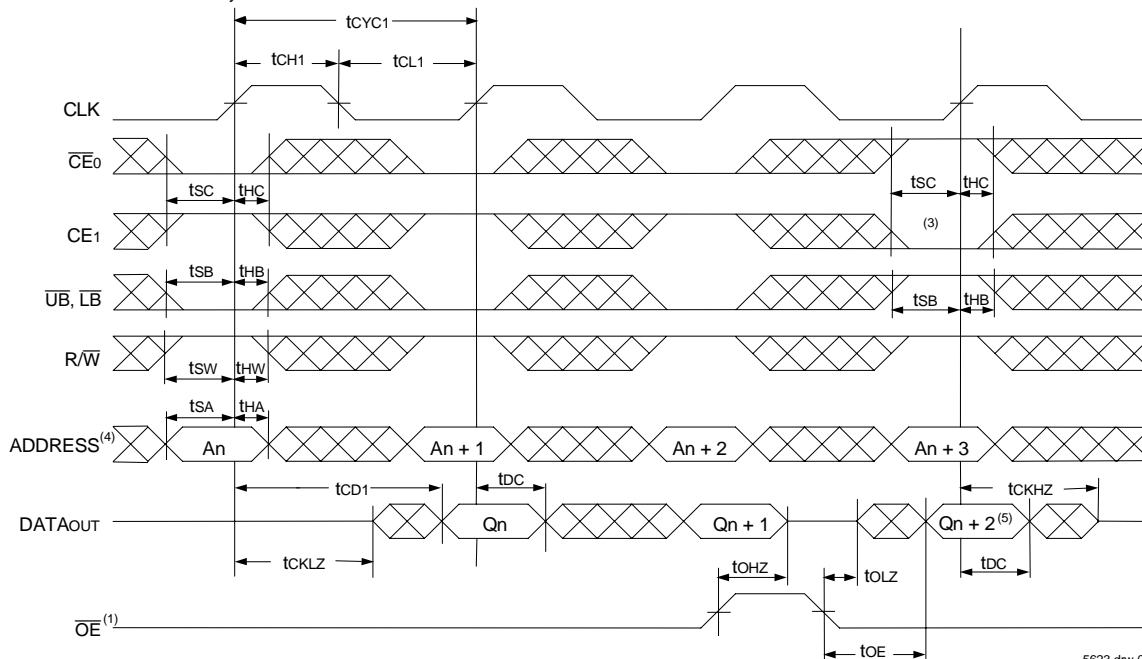 tCYC1
tCH1 tCL1
CLK
CE0
tSC tHC tSC tHC
CE1 (3)
tSB tHB
UB, LB
tSB tHB
R/W
tSW tHW
tSA tHA
ADDRESS(4) An An + 1 An + 2 An + 3
tCD1 tDC tCKHZ
DATAOUT Qn Qn + 1 Qn + 2(5)
tCKLZ tOHZ tOLZ tDC
OE(1)
tOE